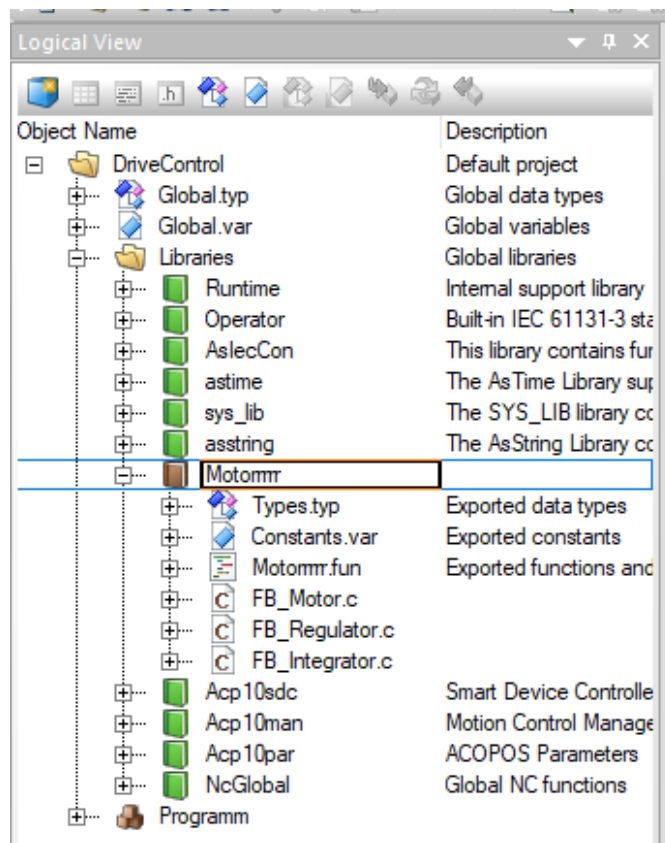 Logical View
.h
Object Name Description
DriveControl Default project
Global.typ Global data types
Global.var Global variables
Libraries Global libraries
Runtime Internal support library
Operator Built-in IEC 61131-3 sta
AsIecCon This library contains fur
astime The AsTime Library sup
sys_lib The SYS_LIB library co
asstring The AsString Library co
Motorrrrr
Types.typ Exported data types
Constants.var Exported constants
Motorrrrr.fun Exported functions and
C FB_Motor.c
C FB_Regulator.c
C FB_Integrator.c
Acp10sdc Smart Device Controlle
Acp10man Motion Control Manage
Acp10par ACOPOS Parameters
NcGlobal Global NC functions
Programm